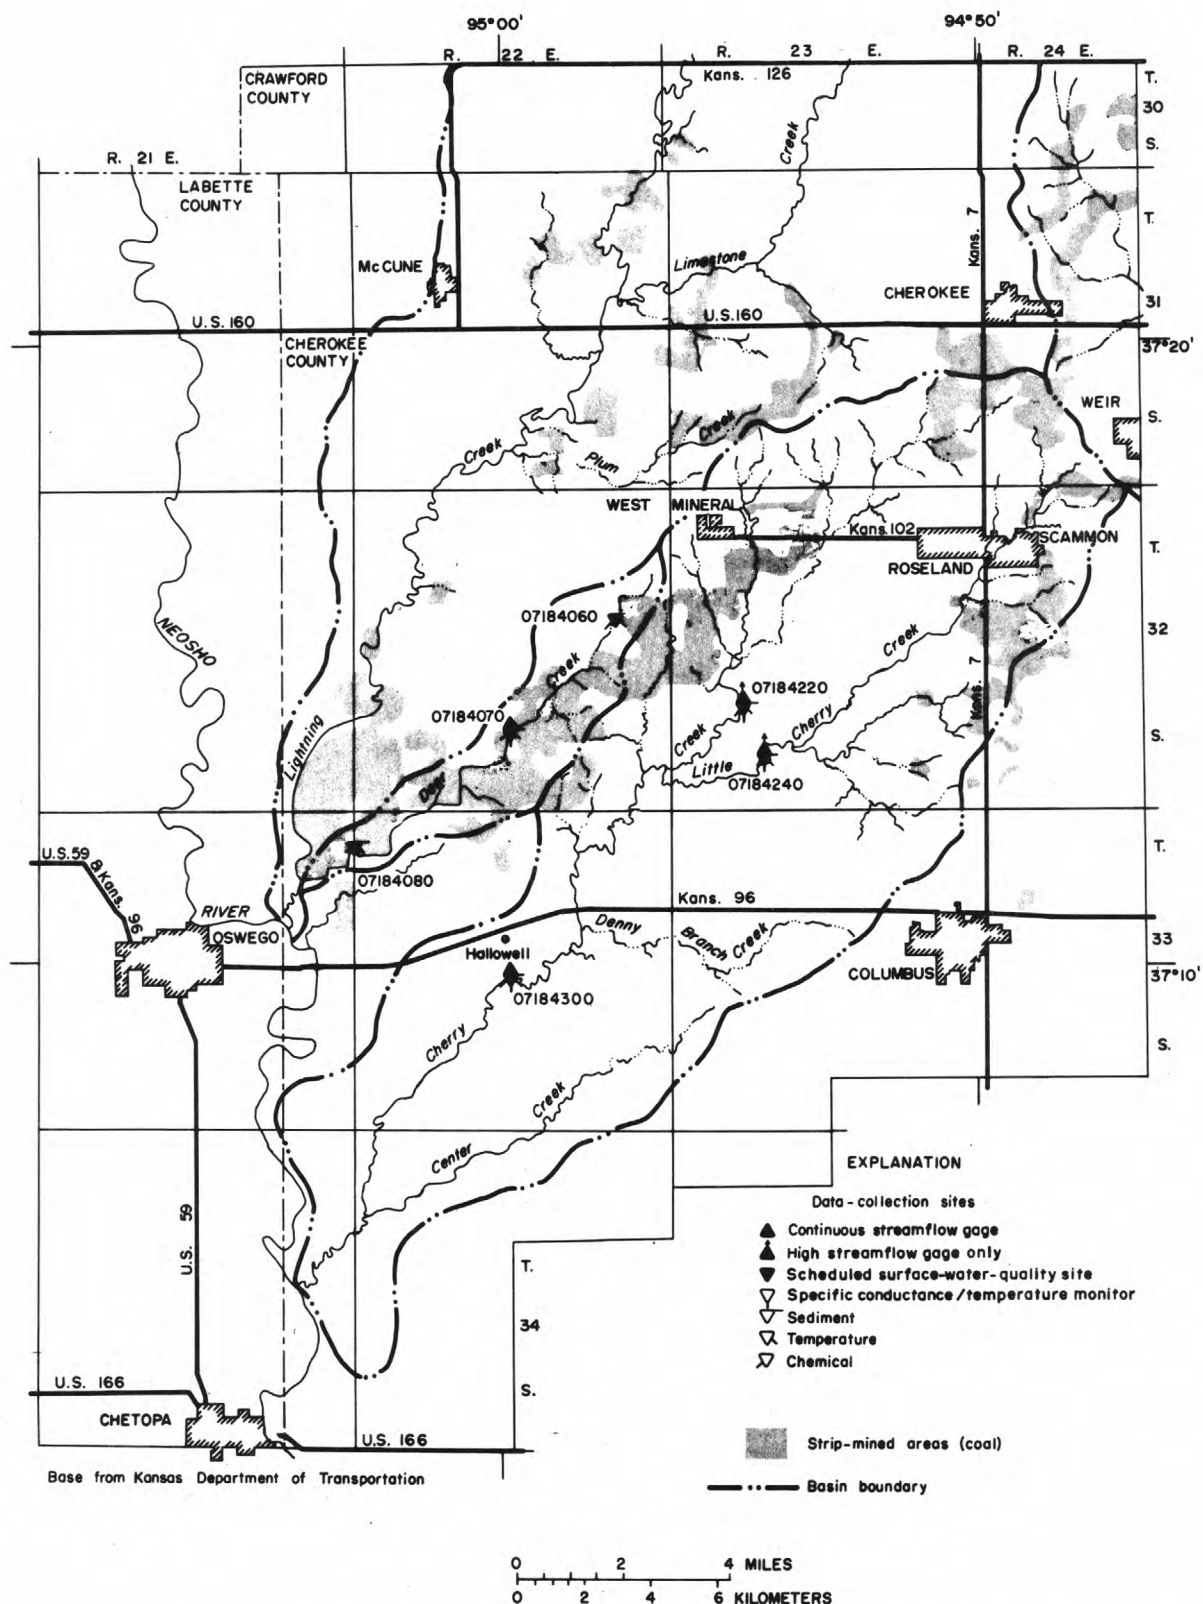 95°00'
94°50'
R. 22 E.
R. 23 E.
R. 24 E.
Kans. 126
CRAWFORD
COUNTY
T.
30
S.
R. 21 E.
LABETTE
COUNTY
Creek
Kans. 7
T.
31
S.
McCUNE
Limestone
CHEROKEE
U.S. 160
U.S. 160
CHEROKEE
COUNTY
37°20'
WEIR
Creek
Plum
Creek
WEST MINERAL
Kans. 102
SCAMMON
ROSELAND
T.
32
S.
NEOSHO
07184060
Creek
Creek
Kans. 7
07184220
07184070
Lightning
Creek
Cherry
Little
Deer
07184240
U.S. 59
& Kans. 96
07184080
T.
33
S.
Kans. 96
RIVER
OSWEGO
Denny
Branch
Creek
Hallowell
COLUMBUS
37°10'
07184300
Cherry
Creek
Center
U.S. 59
T.
34
S.
EXPLANATION
Data-collection sites
Continuous streamflow gage
High streamflow gage only
Scheduled surface-water-quality site
Specific conductance/temperature monitor
Sediment
Temperature
Chemical
U.S. 166
CHETOPA
U.S. 166
Strip-mined areas (coal)
Base from Kansas Department of Transportation
Basin boundary
0 2 4 MILES
0 2 4 6 KILOMETERS